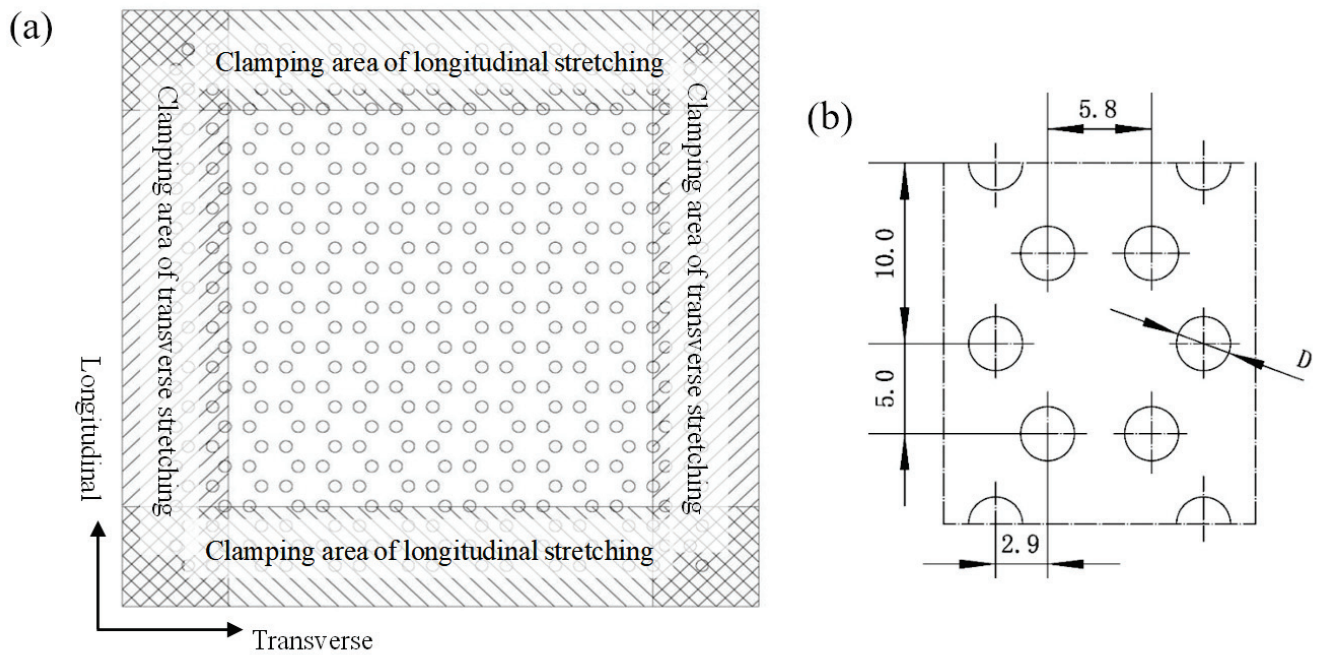 (a)
Clamping area of longitudinal stretching
Clamping area of transverse stretching
Clamping area of transverse stretching
Clamping area of longitudinal stretching
Longitudinal
Transverse
(b)
5.8
10.0
5.0
D
2.9